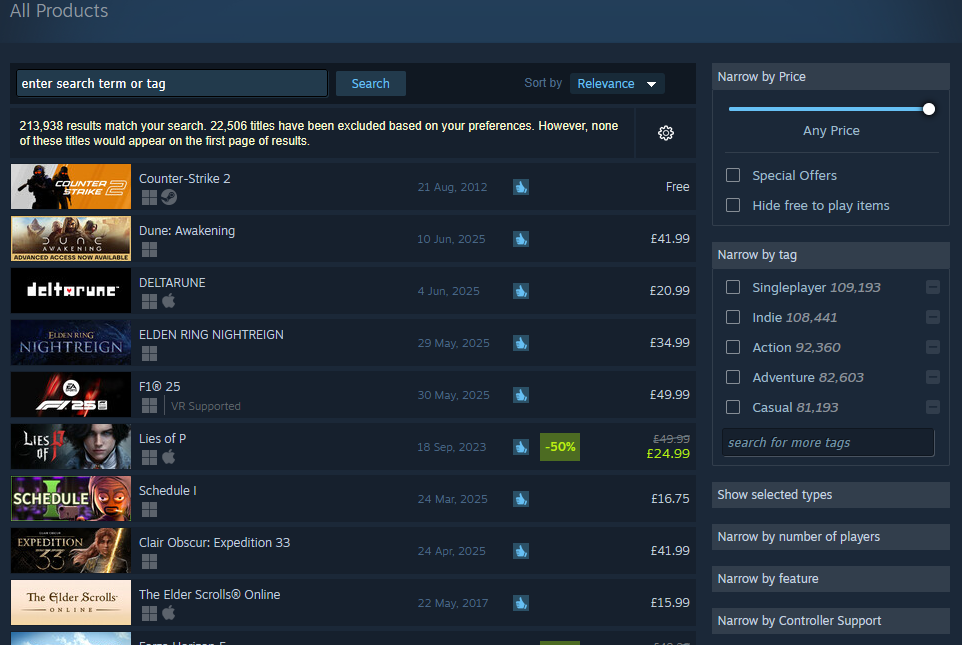 All Products
enter search term or tag
Search
Sort by
Relevance
213,938 results match your search. 22,506 titles have been excluded based on your preferences. However, none
of these titles would appear on the first page of results.
COUNTER
STRIKE 2
Counter-Strike 2
21 Aug, 2012
Free
DUNE
AWAKENING
ADVANCED ACCESS NOW AVAILABLE
Dune: Awakening
10 Jun, 2025
£41.99
deltarune
DELTARUNE
4 Jun, 2025
£20.99
ELDEN RING
NIGHTREIGN
ELDEN RING NIGHTREIGN
29 May, 2025
£34.99
EA
SPORTS
F1 25
F1® 25
VR Supported
30 May, 2025
£49.99
LIES
OF P
Lies of P
18 Sep, 2023
-50%
£49.99
£24.99
SCHEDULE I
Schedule I
24 Mar, 2025
£16.75
EXPEDITION
33
Clair Obscur: Expedition 33
24 Apr, 2025
£41.99
The Elder Scrolls
ONLINE
The Elder Scrolls® Online
22 May, 2017
£15.99
Narrow by Price
Any Price
Special Offers
Hide free to play items
Narrow by tag
Singleplayer 109,193
Indie 108,441
Action 92,360
Adventure 82,603
Casual 81,193
search for more tags
Show selected types
Narrow by number of players
Narrow by feature
Narrow by Controller Support